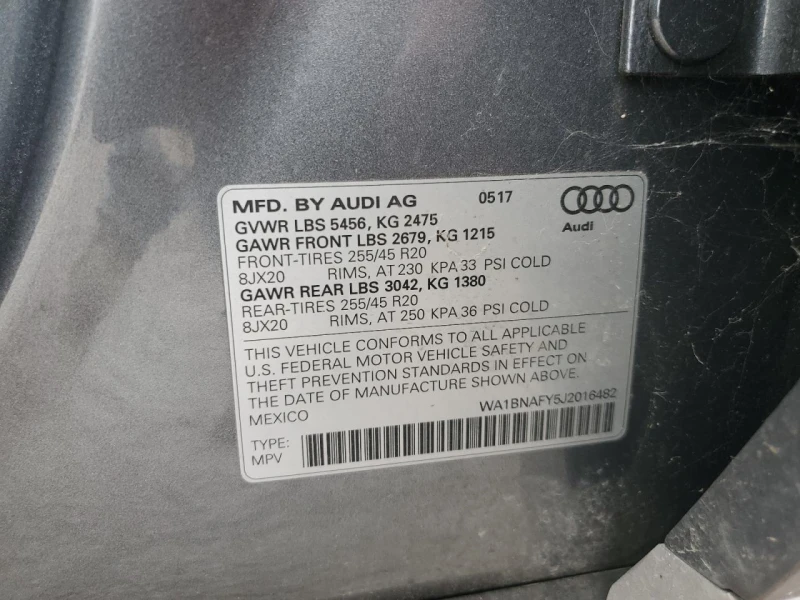 MFD. BY AUDI AG 0517
GVWR LBS 5456, KG 2475
GAWR FRONT LBS 2679, KG 1215
FRONT-TIRES 255/45 R20
8JX20 RIMS, AT 230 KPA 33 PSI COLD
GAWR REAR LBS 3042, KG 1380
REAR-TIRES 255/45 R20
8JX20 RIMS, AT 250 KPA 36 PSI COLD
Audi
THIS VEHICLE CONFORMS TO ALL APPLICABLE
U.S. FEDERAL MOTOR VEHICLE SAFETY AND
THEFT PREVENTION STANDARDS IN EFFECT ON
THE DATE OF MANUFACTURE SHOWN ABOVE.
MEXICO WA1BNAFY5J2016482
TYPE:
MPV